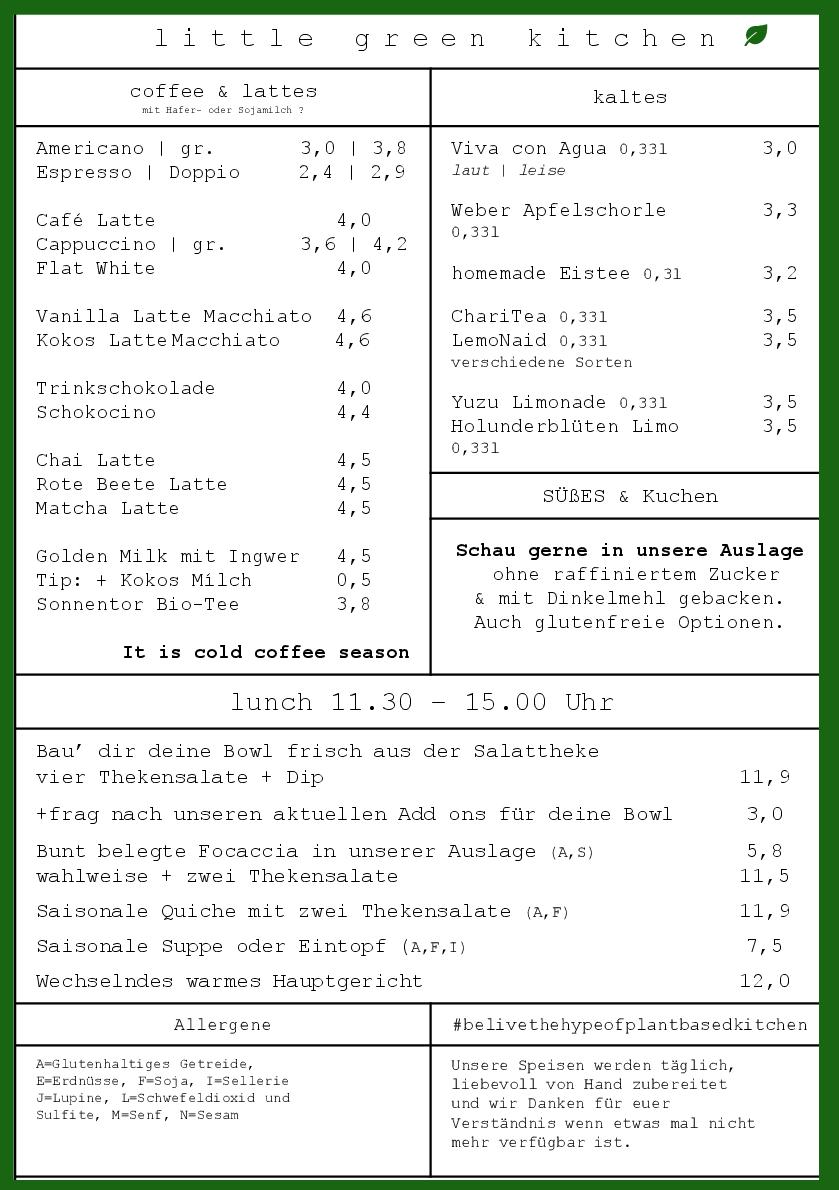 little green kitchen
coffee & lattes
mit Hafer- oder Sojamilch ?
Americano | gr. 3,0 | 3,8
Espresso | Doppio 2,4 | 2,9
Café Latte 4,0
Cappuccino | gr. 3,6 | 4,2
Flat White 4,0
Vanilla Latte Macchiato 4,6
Kokos Latte Macchiato 4,6
Trinkschokolade 4,0
Schokocino 4,4
Chai Latte 4,5
Rote Beete Latte 4,5
Matcha Latte 4,5
Golden Milk mit Ingwer 4,5
Tip: + Kokos Mílch 0,5
Sonnentor Bio-Tee 3,8
It is cold coffee season
kaltes
Viva con Agua 0,33l 3,0
laut | leise
Weber Apfelschorle 3,3
0,33l
homemade Eistee 0,3l 3,2
ChariTea 0,33l 3,5
LemoNaid 0,33l 3,5
verschiedene Sorten
Yuzu Limonade 0,33l 3,5
Holunderblüten Limo 3,5
0,33l
SÜßES & Kuchen
Schau gerne in unsere Auslage
ohne raffiniertem Zucker
& mit Dinkelmehl gebacken.
Auch glutenfreie Optionen.
lunch 11.30 – 15.00 Uhr
Bau’ dir deine Bowl frisch aus der Salattheke
vier Thekensalate + Dip 11,9
+frag nach unseren aktuellen Add ons für deine Bowl 3,0
Bunt belegte Focaccia in unserer Auslage (A,S) 5,8
wahlweise + zwei Thekensalate 11,5
Saisonale Quiche mit zwei Thekensalate (A,F) 11,9
Saisonale Suppe oder Eintopf (A,F,I) 7,5
Wechselndes warmes Hauptgericht 12,0
Allergene
A=Glutenhaltiges Getreide,
E=Erdnüsse, F=Soja, I=Sellerie
J=Lupine, L=Schwefeldioxid und
Sulfite, M=Senf, N=Sesam
#belivethehypeofplantbasedkitchen
Unsere Speisen werden täglich,
liebevoll von Hand zubereitet
und wir Danken für euer
Verständnis wenn etwas mal nicht
mehr verfügbar ist.